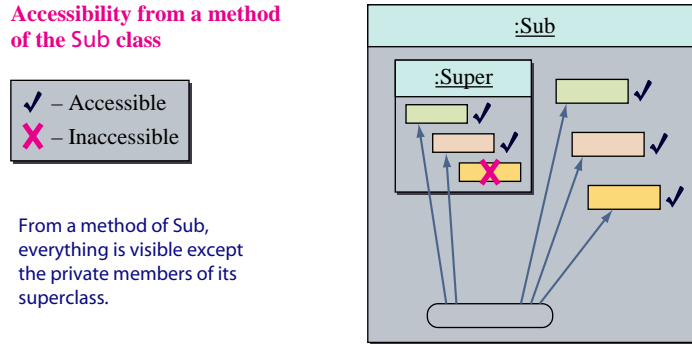 Accessibility from a method
of the Sub class
– Accessible
– Inaccessible
From a method of Sub,
everything is visible except
the private members of its
superclass.
:Sub
:Super